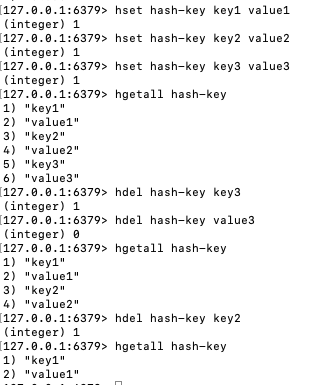 [127.0.0.1:6379> hset hash-key key1 value1
(integer) 1
[127.0.0.1:6379> hset hash-key key2 value2
(integer) 1
[127.0.0.1:6379> hset hash-key key3 value3
(integer) 1
[127.0.0.1:6379> hgetall hash-key
1) "key1"
2) "value1"
3) "key2"
4) "value2"
5) "key3"
6) "value3"
[127.0.0.1:6379> hdel hash-key key3
(integer) 1
[127.0.0.1:6379> hdel hash-key value3
(integer) 0
[127.0.0.1:6379> hgetall hash-key
1) "key1"
2) "value1"
3) "key2"
4) "value2"
[127.0.0.1:6379> hdel hash-key key2
(integer) 1
[127.0.0.1:6379> hgetall hash-key
1) "key1"
2) "value1"
127.0.0.1:6379>